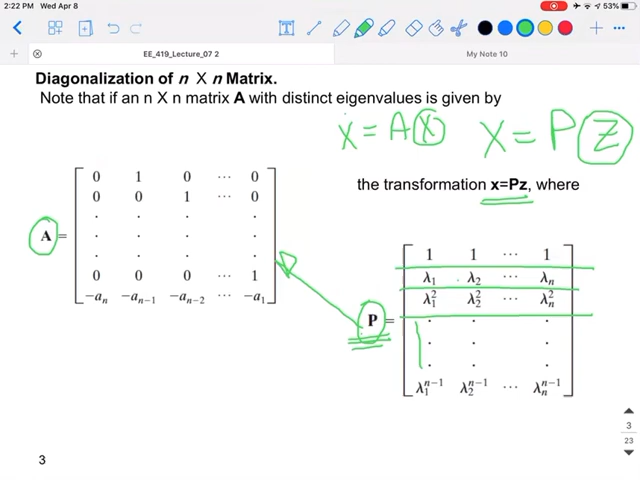 2:22 PM Wed Apr 8
53%
EE_419_Lecture_07 2
My Note 10
Diagonalization of n X n Matrix.
Note that if an n X n matrix A with distinct eigenvalues is given by
ẋ = A x
X = P z
the transformation x=Pz, where
A =
0 1 0 ⋯ 0
0 0 1 ⋯ 0
. . . .
. . . .
. . . .
0 0 0 ⋯ 1
−aₙ −aₙ₋₁ −aₙ₋₂ ⋯ −a₁
P =
1 1 ⋯ 1
λ₁ λ₂ ⋯ λₙ
λ₁² λ₂² ⋯ λₙ²
. . .
. . .
. . .
λ₁ⁿ⁻¹ λ₂ⁿ⁻¹ ⋯ λₙⁿ⁻¹
3
23
3